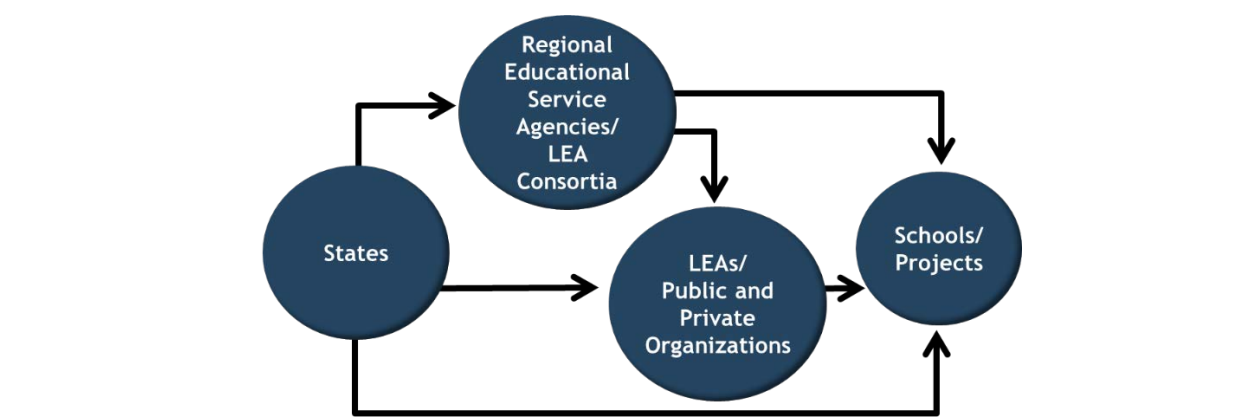 Regional
Educational
Service
Agencies/
LEA
Consortia
States
LEAs/
Public and
Private
Organizations
Schools/
Projects